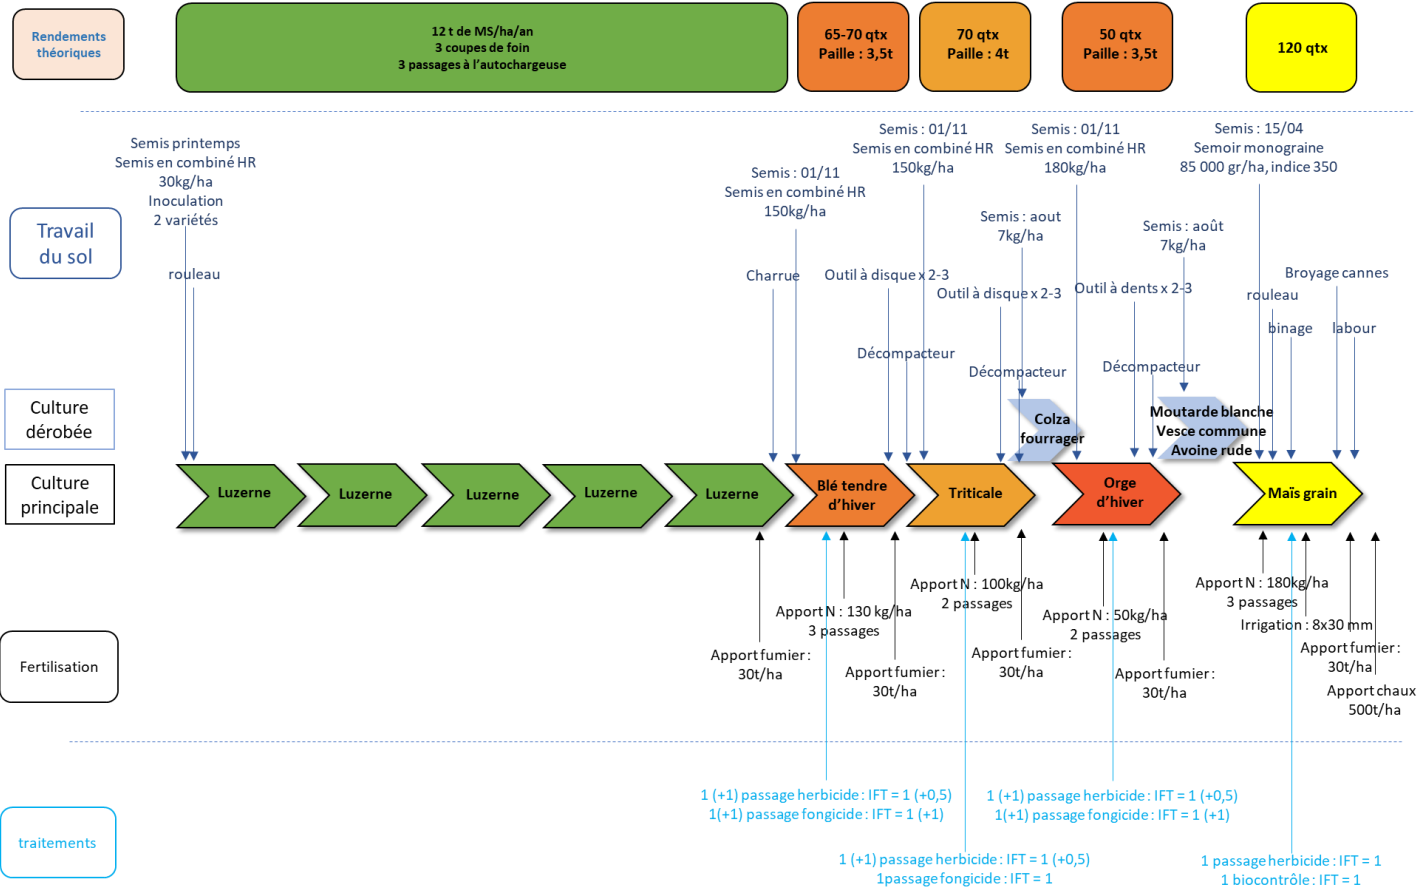 Rendements
théoriques
12 t de MS/ha/an
3 coupes de foin
3 passages à l'autochargeuse
65-70 qtx
Paille : 3,5t
70 qtx
Paille : 4t
50 qtx
Paille : 3,5t
120 qtx
Travail
du sol
Semis printemps
Semis en combiné HR
30kg/ha
Inoculation
2 variétés
rouleau
Charrue
Semis : 01/11
Semis en combiné HR
150kg/ha
Outil à disque x 2-3
Décompacteur
Semis : 01/11
Semis en combiné HR
150kg/ha
Outil à disque x 2-3
Décompacteur
Semis : aout
7kg/ha
Semis : 01/11
Semis en combiné HR
180kg/ha
Outil à dents x 2-3
Décompacteur
Semis : août
7kg/ha
Semis : 15/04
Semoir monograine
85 000 gr/ha, indice 350
rouleau
binage
Broyage cannes
labour
Culture
dérobée
Colza
fourrager
Moutarde blanche
Vesce commune
Avoine rude
Culture
principale
Luzerne
Luzerne
Luzerne
Luzerne
Luzerne
Blé tendre
d'hiver
Triticale
Orge
d'hiver
Maïs grain
Fertilisation
Apport fumier :
30t/ha
Apport N : 130 kg/ha
3 passages
Apport fumier :
30t/ha
Apport N : 100kg/ha
2 passages
Apport fumier :
30t/ha
Apport N : 50kg/ha
2 passages
Apport fumier :
30t/ha
Apport N : 180kg/ha
3 passages
Irrigation : 8x30 mm
Apport fumier :
30t/ha
Apport chaux
500t/ha
traitements
1 (+1) passage herbicide : IFT = 1 (+0,5)
1(+1) passage fongicide : IFT = 1 (+1)
1 (+1) passage herbicide : IFT = 1 (+0,5)
1passage fongicide : IFT = 1
1 (+1) passage herbicide : IFT = 1 (+0,5)
1(+1) passage fongicide : IFT = 1 (+1)
1 passage herbicide : IFT = 1
1 biocontrôle : IFT = 1